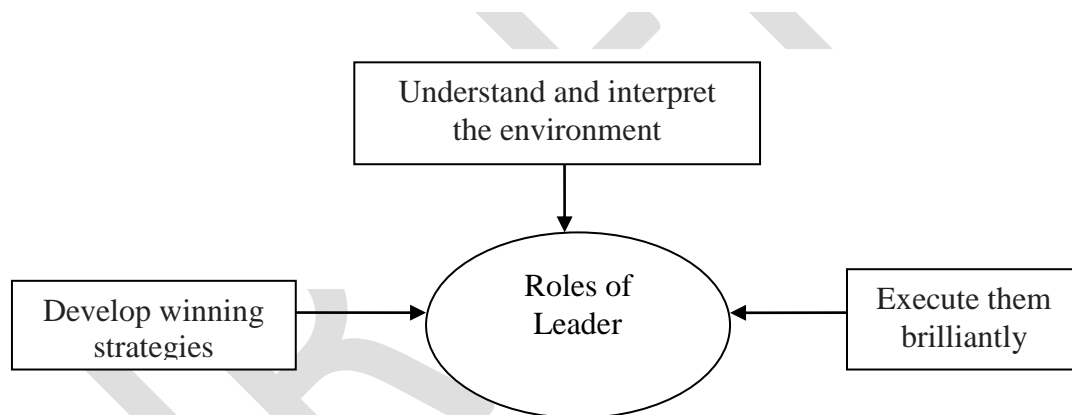 Understand and interpret
the environment
Develop winning
strategies
Roles of
Leader
Execute them
brilliantly